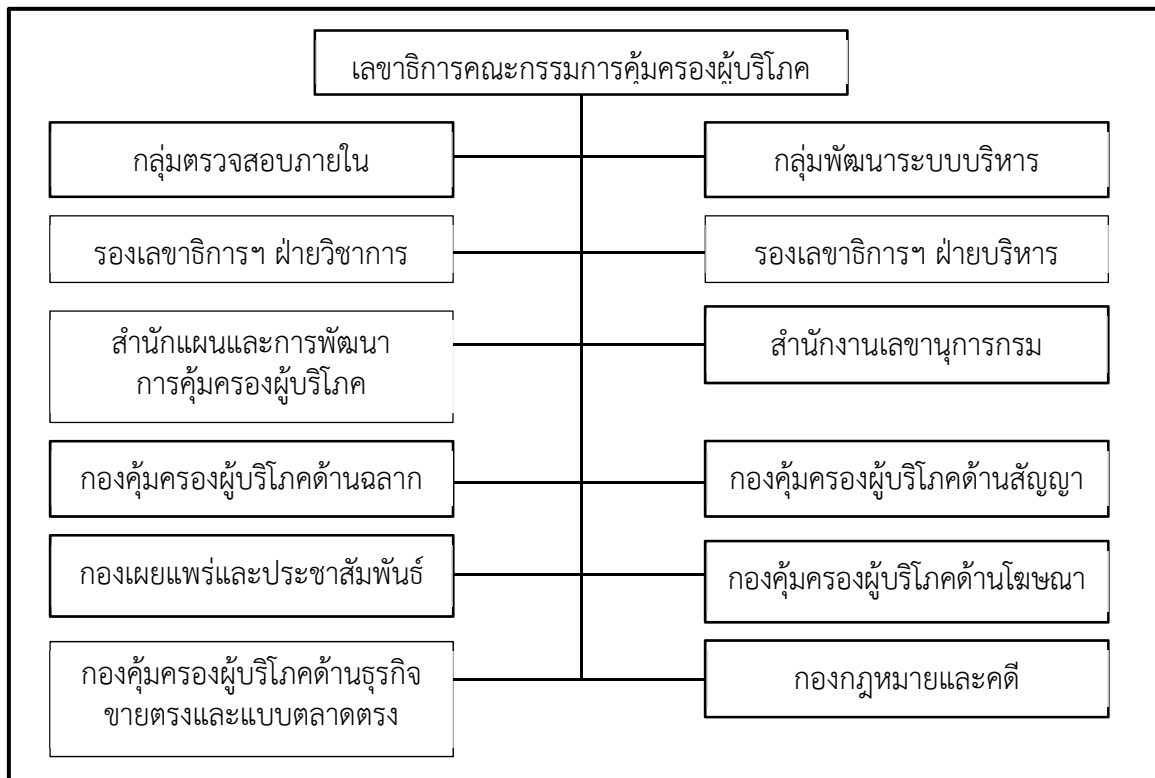 เลขาธิการคณะกรรมการคุ้มครองผู้บริโภค
กลุ่มตรวจสอบภายใน
กลุ่มพัฒนาระบบบริหาร
รองเลขาธิการฯ ฝ่ายวิชาการ
รองเลขาธิการฯ ฝ่ายบริหาร
สำนักแผนและการพัฒนา
การคุ้มครองผู้บริโภค
สำนักงานเลขานุการกรม
กองคุ้มครองผู้บริโภคด้านฉลาก
กองคุ้มครองผู้บริโภคด้านสัญญา
กองเผยแพร่และประชาสัมพันธ์
กองคุ้มครองผู้บริโภคด้านโฆษณา
กองคุ้มครองผู้บริโภคด้านธุรกิจ
ขายตรงและแบบตลาดตรง
กองกฎหมายและคดี